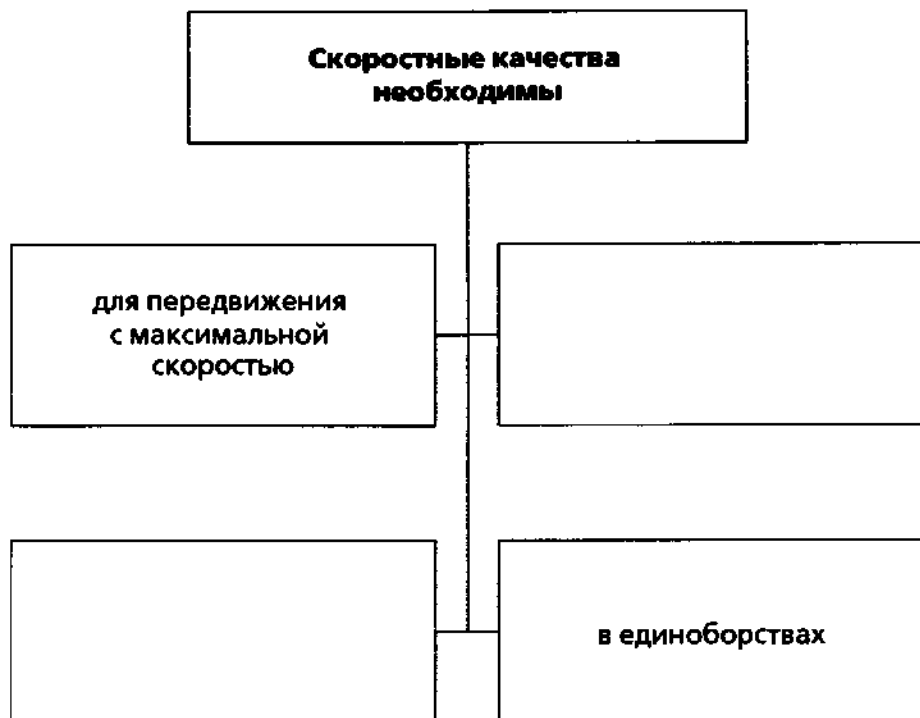 Скоростные качества
необходимы
для передвижения
с максимальной
скоростью
в единоборствах